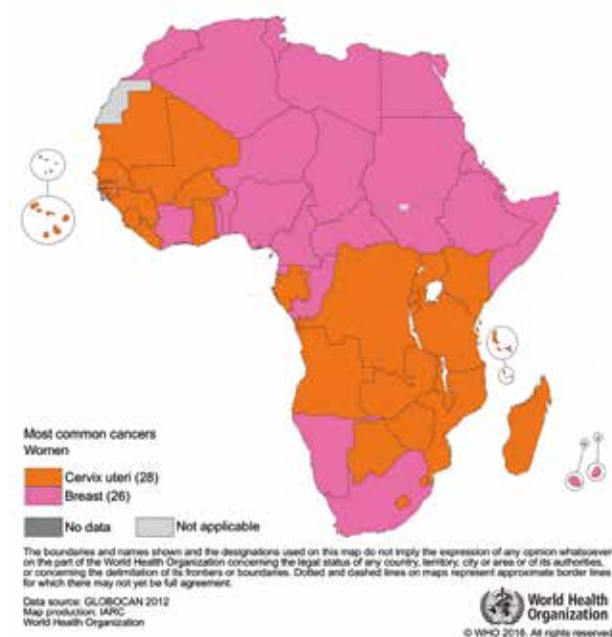 Most common cancers
Women
Cervix uteri (28)
Breast (26)
No data
Not applicable
The boundaries and names shown and the designations used on this map do not imply the expression of any opinion whatsoever
on the part of the World Health Organization concerning the legal status of any country, territory, city or area or of its authorities,
or concerning the delimitation of its frontiers or boundaries. Dotted and dashed lines on maps represent approximate border lines
for which there may not yet be full agreement.
Data source: GLOBOCAN 2012
Map production: IARC
World Health Organization
World Health
Organization
© WHO 2016. All rights reserved